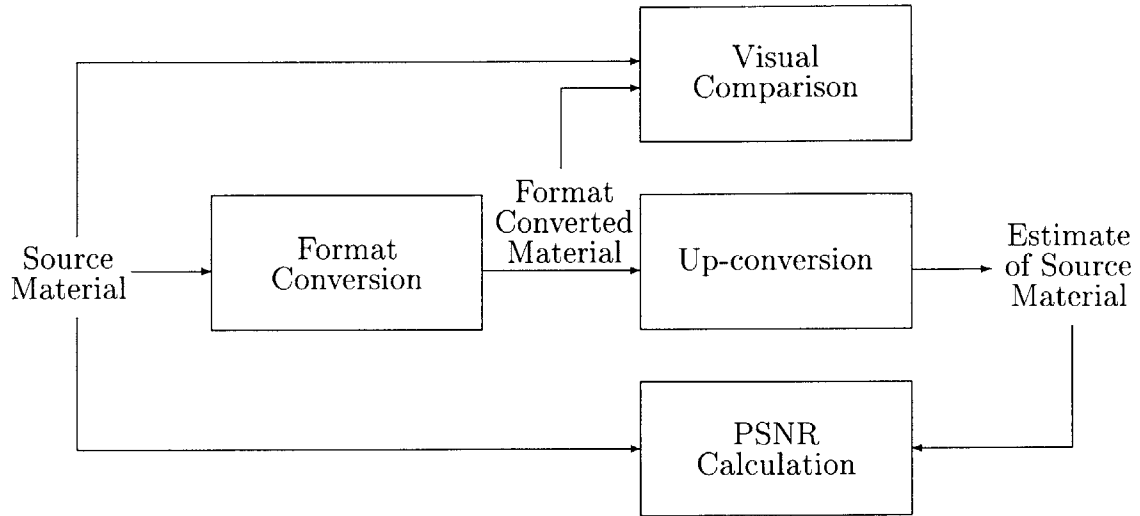 Visual
Comparison
Format
Converted
Material
Source
Material
Format
Conversion
Up-conversion
Estimate
of Source
Material
PSNR
Calculation